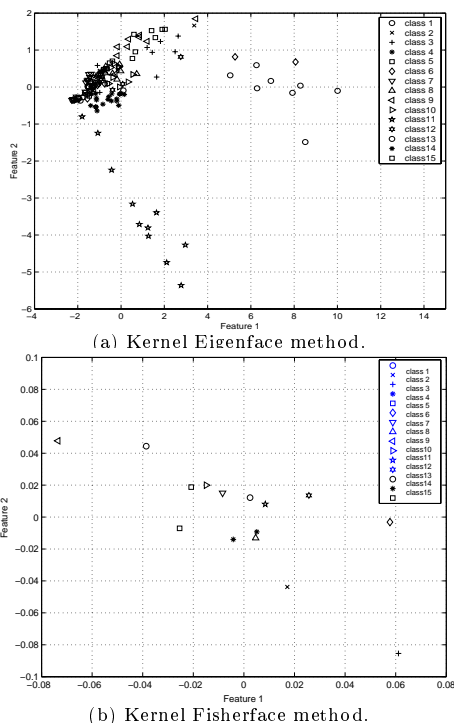 2
1
0
−1
−2
−3
−4
−5
−6
Feature 2
−4 −2 0 2 4 6 8 10 12 14
Feature 1
class 1
class 2
class 3
class 4
class 5
class 6
class 7
class 8
class 9
class10
class11
class12
class13
class14
class15
(a) Kernel Eigenface method.
0.1
0.08
0.06
0.04
0.02
0
−0.02
−0.04
−0.06
−0.08
−0.1
Feature 2
−0.08 −0.06 −0.04 −0.02 0 0.02 0.04 0.06 0.08
Feature 1
class 1
class 2
class 3
class 4
class 5
class 6
class 7
class 8
class 9
class10
class11
class12
class13
class14
class15
(b) Kernel Fisherface method.